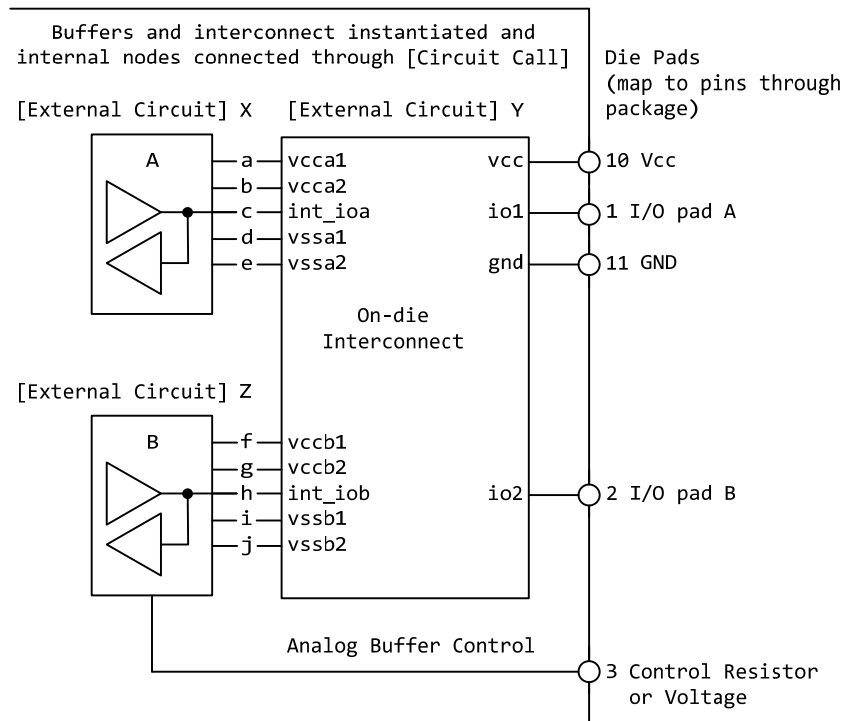 Buffers and interconnect instantiated and
internal nodes connected through [Circuit Call]
Die Pads
(map to pins through
package)
[External Circuit] X
[External Circuit] Y
A
a
b
c
d
e
vcca1
vcca2
int_ioa
vssa1
vssa2
vcc
io1
gnd
10 Vcc
1 I/O pad A
11 GND
On-die
Interconnect
[External Circuit] Z
B
f
g
h
i
j
vccb1
vccb2
int_iob
vssb1
vssb2
io2
2 I/O pad B
Analog Buffer Control
3 Control Resistor
or Voltage